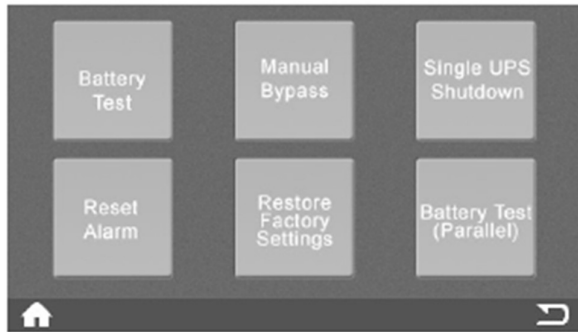 Battery
Test
Manual
Bypass
Single UPS
Shutdown
Reset
Alarm
Restore
Factory
Settings
Battery Test
(Parallel)